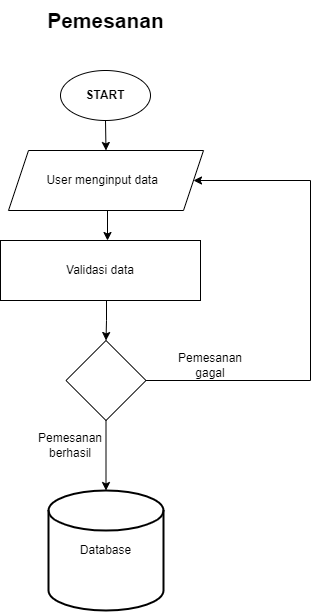 Pemesanan
START
User menginput data
Validasi data
Pemesanan
gagal
Pemesanan
berhasil
Database